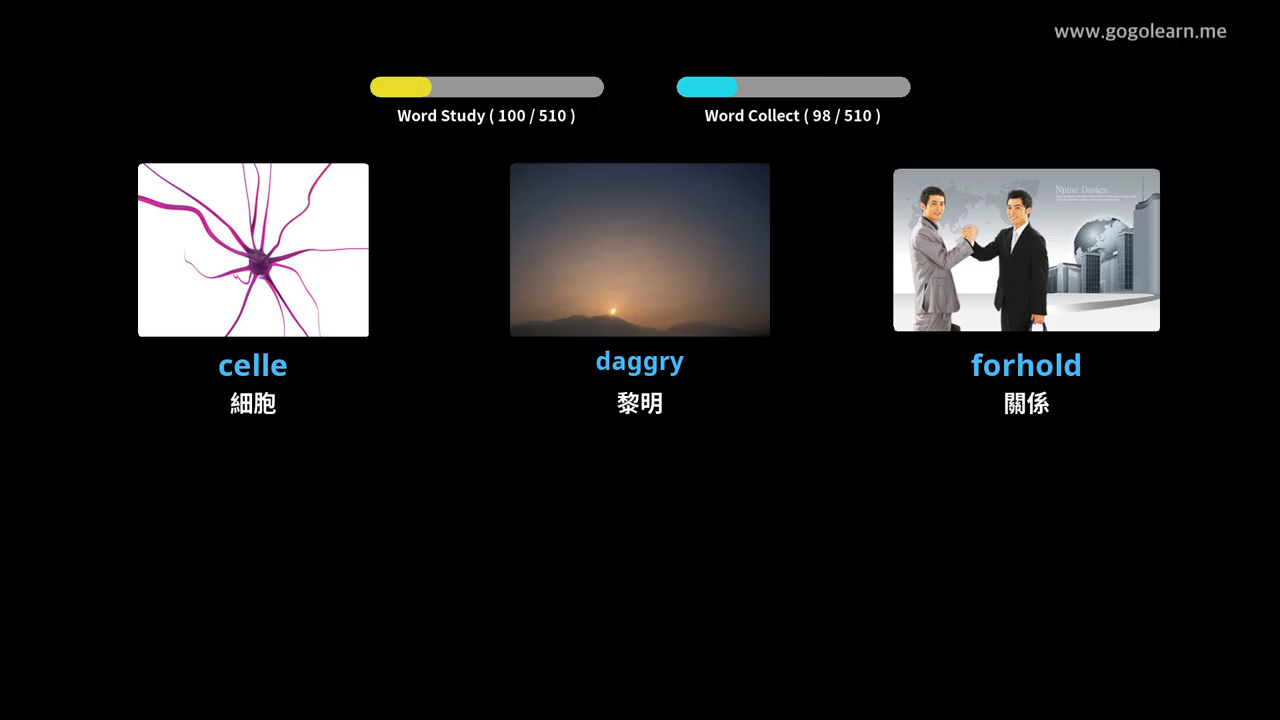 www.gogolearn.me
Word Study ( 100 / 510 )
Word Collect ( 98 / 510 )
Npine Design
celle
細胞
daggry
黎明
forhold
關係